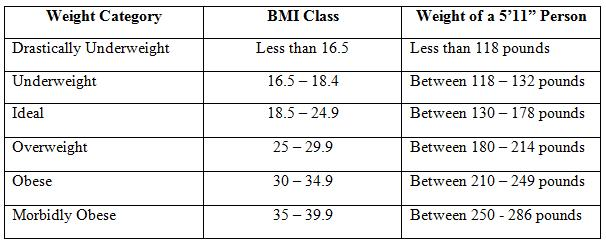 Weight Category BMI Class Weight of a 5’11” Person
Drastically Underweight Less than 16.5 Less than 118 pounds
Underweight 16.5 – 18.4 Between 118 – 132 pounds
Ideal 18.5 – 24.9 Between 130 – 178 pounds
Overweight 25 – 29.9 Between 180 – 214 pounds
Obese 30 – 34.9 Between 210 – 249 pounds
Morbidly Obese 35 – 39.9 Between 250 - 286 pounds